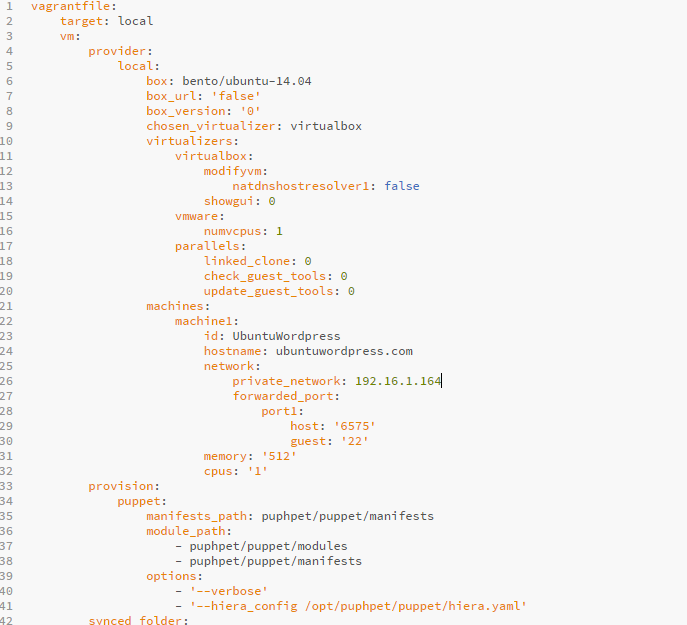 1 vagrantfile:
2     target: local
3     vm:
4         provider:
5             local:
6                 box: bento/ubuntu-14.04
7                 box_url: 'false'
8                 box_version: '0'
9                 chosen_virtualizer: virtualbox
10                 virtualizers:
11                     virtualbox:
12                         modifyvm:
13                             natdnshostresolver1: false
14                         showgui: 0
15                     vmware:
16                         numvcpus: 1
17                     parallels:
18                         linked_clone: 0
19                         check_guest_tools: 0
20                         update_guest_tools: 0
21                 machines:
22                     machine1:
23                         id: UbuntuWordpress
24                         hostname: ubuntuwordpress.com
25                         network:
26                             private_network: 192.16.1.164
27                             forwarded_port:
28                                 port1:
29                                     host: '6575'
30                                     guest: '22'
31                         memory: '512'
32                         cpus: '1'
33         provision:
34             puppet:
35                 manifests_path: puphpet/puppet/manifests
36                 module_path:
37                     - puphpet/puppet/modules
38                     - puphpet/puppet/manifests
39                 options:
40                     - '--verbose'
41                     - '--hiera_config /opt/puphpet/puppet/hiera.yaml'
42         synced_folder: